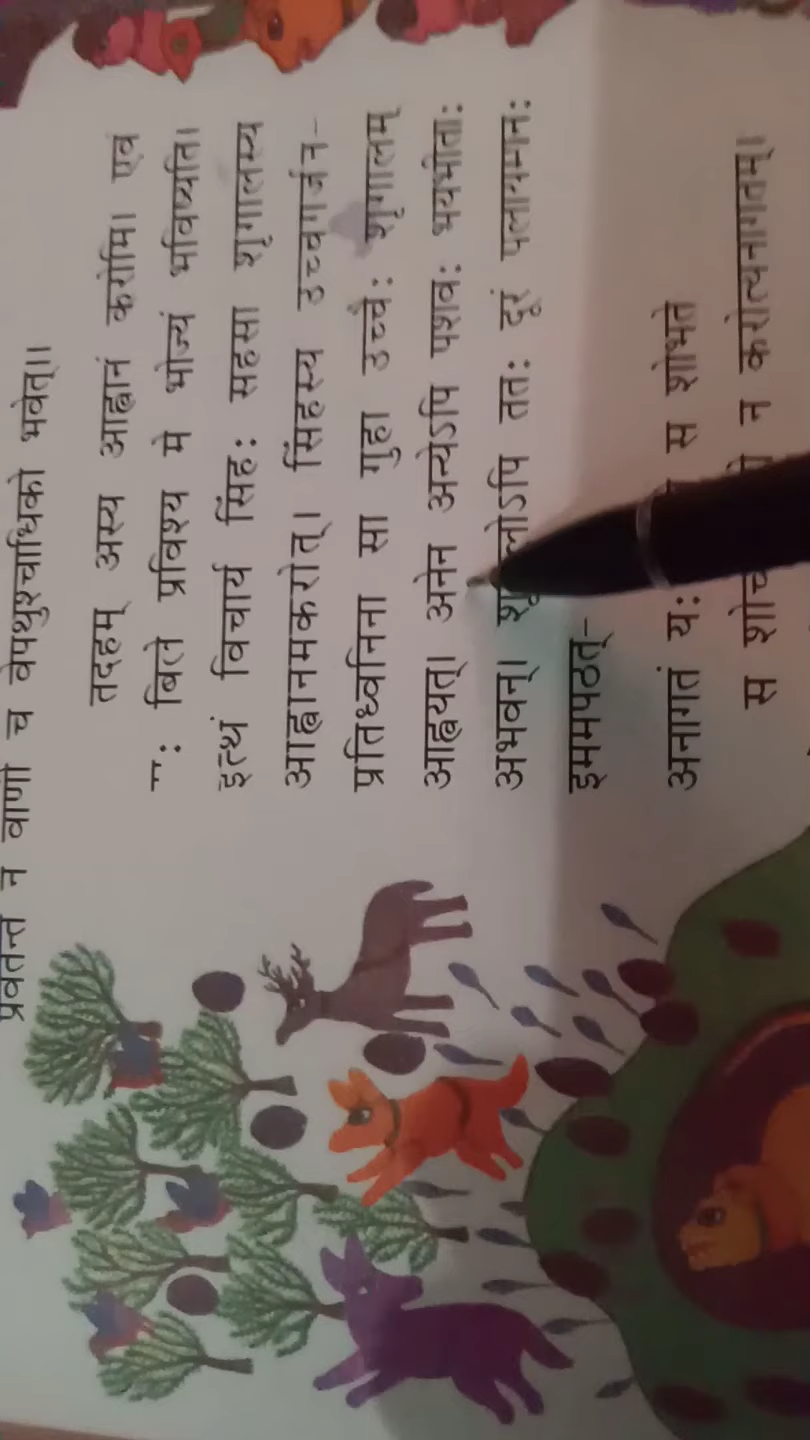 प्रवर्तन्ते न वाणी च वेपथुश्चाधिको भवेत्।।
तदहम् अस्य आह्वानं करोमि। एवं
बिले प्रविश्य मे भोज्यं भविष्यति।
इत्थं विचार्य सिंहः सहसा शृगालस्य
आह्वानमकरोत्। सिंहस्य उच्चगर्जन-
प्रतिध्वनिना सा गुहा उच्चैः शृगालम्
आह्वयत्। अनेन अन्येऽपि पशवः भयभीताः
अभवन्। शृगालोऽपि ततः दूरं पलायमानः
इममपठत्-
अनागतं यः स शोभते
स न करोत्यनागतम्।